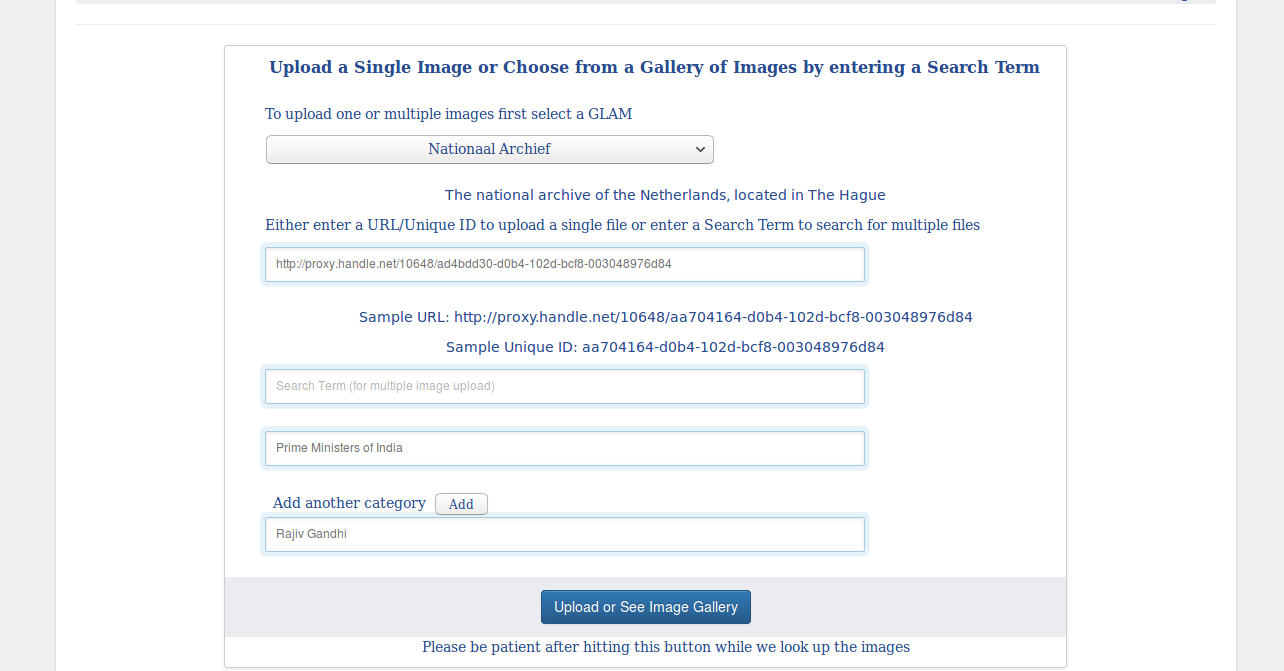 Upload a Single Image or Choose from a Gallery of Images by entering a Search Term
To upload one or multiple images first select a GLAM
Nationaal Archief
The national archive of the Netherlands, located in The Hague
Either enter a URL/Unique ID to upload a single file or enter a Search Term to search for multiple files
http://proxy.handle.net/10648/ad4bdd30-d0b4-102d-bcf8-003048976d84
Sample URL: http://proxy.handle.net/10648/aa704164-d0b4-102d-bcf8-003048976d84
Sample Unique ID: aa704164-d0b4-102d-bcf8-003048976d84
Search Term (for multiple image upload)
Prime Ministers of India
Add another category Add
Rajiv Gandhi
Upload or See Image Gallery
Please be patient after hitting this button while we look up the images